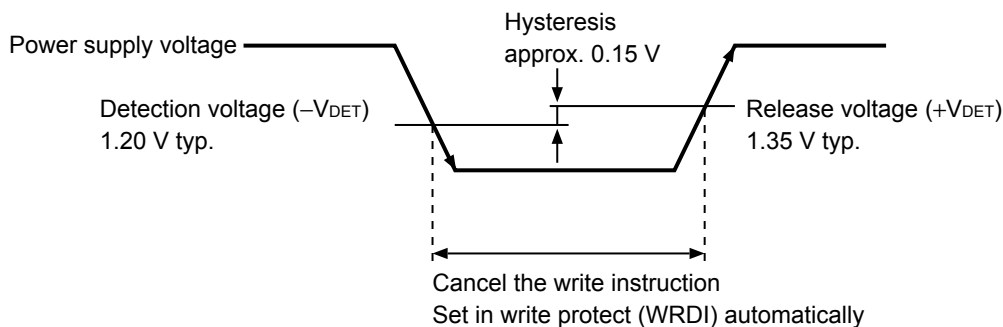 Hysteresis
approx. 0.15 V
Power supply voltage
Detection voltage (−VDET)
1.20 V typ.
Release voltage (+VDET)
1.35 V typ.
Cancel the write instruction
Set in write protect (WRDI) automatically